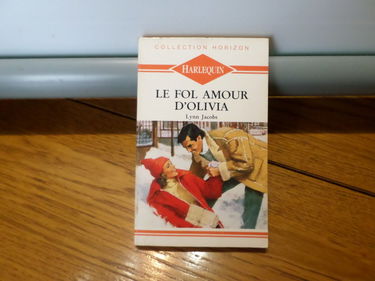 COLLECTION HORIZON
HARLEQUIN
LE FOL AMOUR
D'OLIVIA
Lynn Jacobs